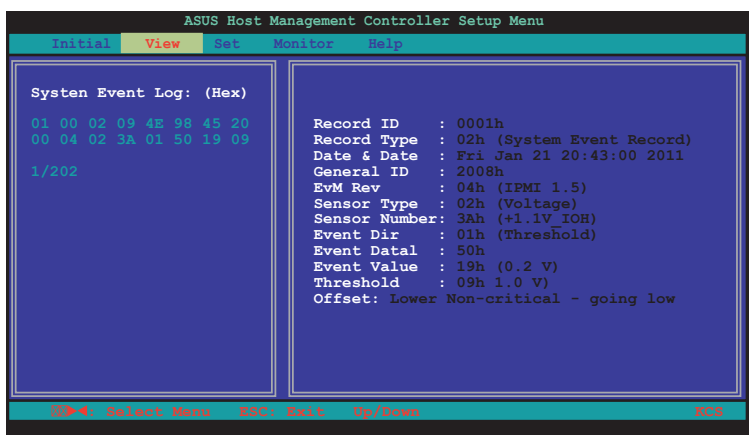 ASUS Host Management Controller Setup Menu
Initial View Set Monitor Help
Systen Event Log: (Hex)
01 00 02 09 4E 98 45 20
00 04 02 3A 01 50 19 09
1/202
Record ID : 0001h
Record Type : 02h (System Event Record)
Date & Date : Fri Jan 21 20:43:00 2011
General ID : 2008h
EvM Rev : 04h (IPMI 1.5)
Sensor Type : 02h (Voltage)
Sensor Number: 3Ah (+1.1V_IOH)
Event Dir : 01h (Threshold)
Event Datal : 50h
Event Value : 19h (0.2 V)
Threshold : 09h 1.0 V)
Offset: Lower Non-critical - going low
: Select Menu ESC: Exit Up/Down KCS